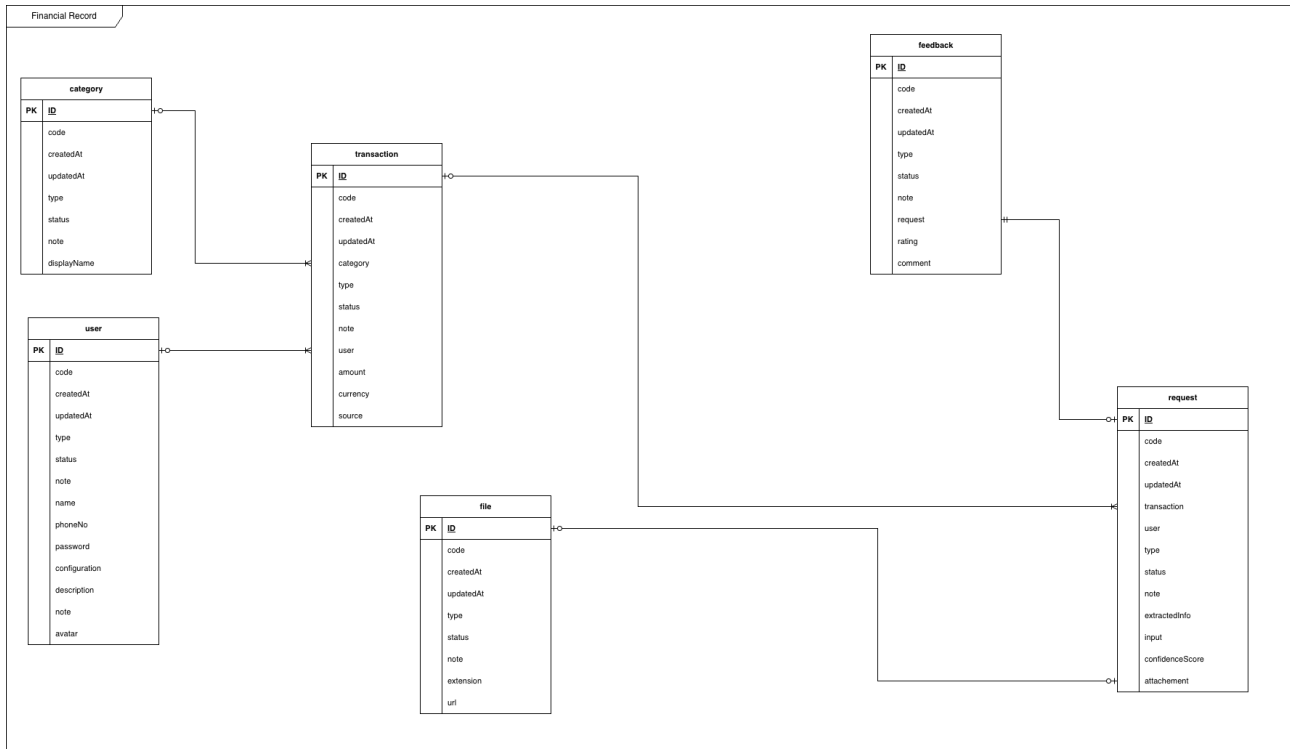 Financial Record
category
PK ID
code
createdAt
updatedAt
type
status
note
displayName
user
PK ID
code
createdAt
updatedAt
type
status
note
name
phoneNo
password
configuration
description
note
avatar
transaction
PK ID
code
createdAt
updatedAt
category
type
status
note
user
amount
currency
source
file
PK ID
code
createdAt
updatedAt
type
status
note
extension
url
feedback
PK ID
code
createdAt
updatedAt
type
status
note
request
rating
comment
request
PK ID
code
createdAt
updatedAt
transaction
user
type
status
note
extractedInfo
input
confidenceScore
attachement